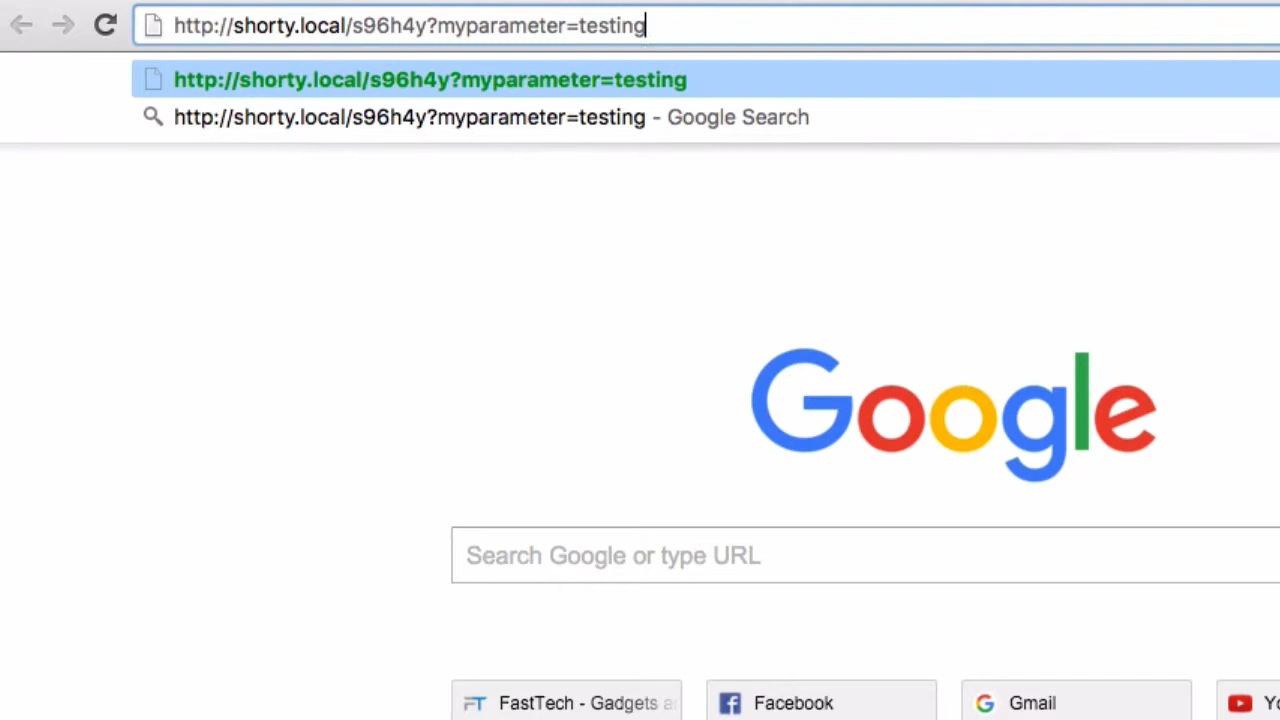 http://shorty.local/s96h4y?myparameter=testing
http://shorty.local/s96h4y?myparameter=testing
http://shorty.local/s96h4y?myparameter=testing - Google Search
Google
Search Google or type URL
FastTech - Gadgets a
Facebook
Gmail